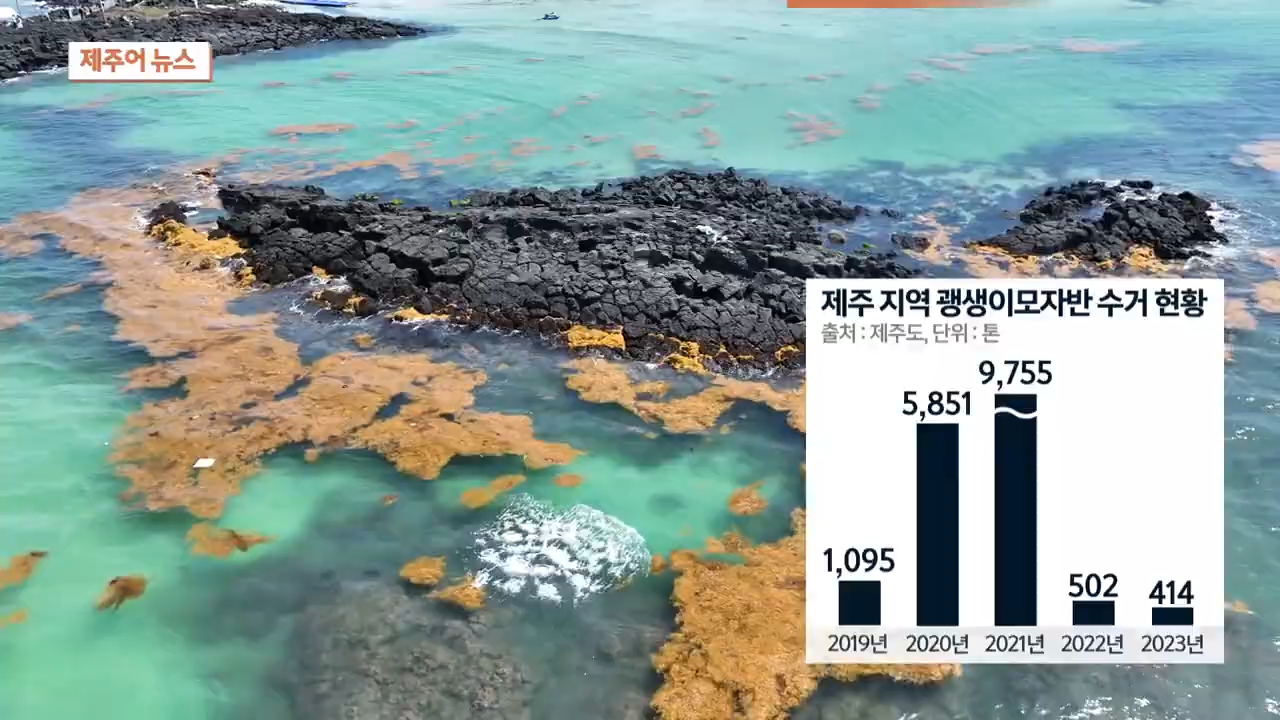 제주어 뉴스
제주 지역 괭생이모자반 수거 현황
출처 : 제주도, 단위 : 톤
1,095
5,851
9,755
502
414
2019년
2020년
2021년
2022년
2023년